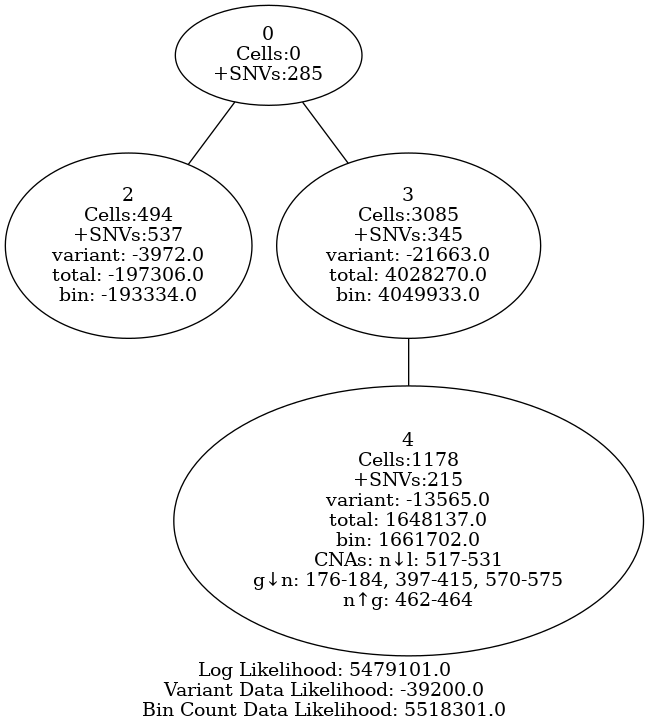 0
Cells:0
+SNVs:285
2
Cells:494
+SNVs:537
variant: -3972.0
total: -197306.0
bin: -193334.0
3
Cells:3085
+SNVs:345
variant: -21663.0
total: 4028270.0
bin: 4049933.0
4
Cells:1178
+SNVs:215
variant: -13565.0
total: 1648137.0
bin: 1661702.0
CNAs: n↓l: 517-531
g↓n: 176-184, 397-415, 570-575
n↑g: 462-464
Log Likelihood: 5479101.0
Variant Data Likelihood: -39200.0
Bin Count Data Likelihood: 5518301.0